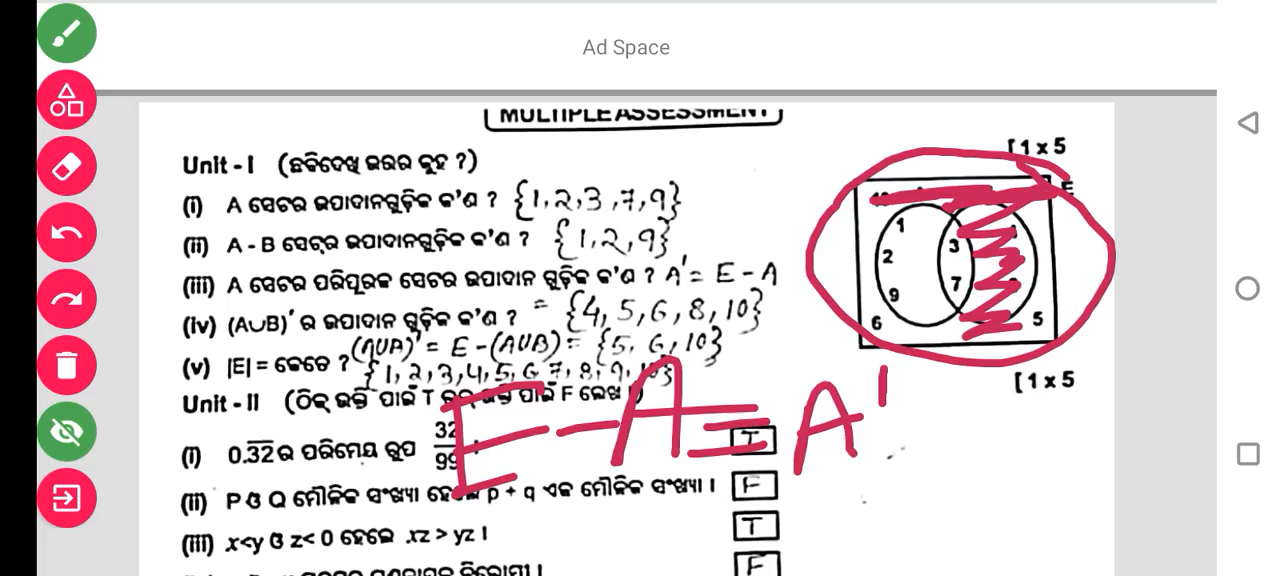 Ad Space
MULTIPLE ASSESSMENT
Unit - I (ଛବିଦେଖି ଉତ୍ତର କୁହ ?) [1 x 5
(i) A ସେଟର ଉପାଦାନଗୁଡ଼ିକ କ'ଣ ? {1, 2, 3, 7, 9}
(ii) A - B ସେଟ୍‌ର ଉପାଦାନଗୁଡ଼ିକ କ'ଣ ? {1, 2, 9}
(iii) A ସେଟର ପରିପୂରକ ସେଟର ଉପାଦାନ ଗୁଡ଼ିକ କ'ଣ ? A' = E - A
= {4, 5, 6, 8, 10}
(iv) (A∪B)' ର ଉପାଦାନ ଗୁଡ଼ିକ କ'ଣ ?
(A∪B)' = E - (A∪B) = {5, 6, 10}
(v) |E| = କେତେ ? {1, 2, 3, 4, 5, 6, 7, 8, 9, 10}
E
1
2
3
7
9
6
5
Unit - II (ଠିକ୍ ଉକ୍ତି ପାଇଁ T ଭୁଲ୍ ଉକ୍ତି ପାଇଁ F ଲେଖ) [1 x 5
E - A = A'
(i) 0.3̅2̅ ର ପରିମେୟ ରୂପ 32/99 । T
(ii) P ଓ Q ମୌଳିକ ସଂଖ୍ୟା ହେଲେ p + q ଏକ ମୌଳିକ ସଂଖ୍ୟା । F
(iii) x<y ଓ z<0 ହେଲେ xz > yz । T
F